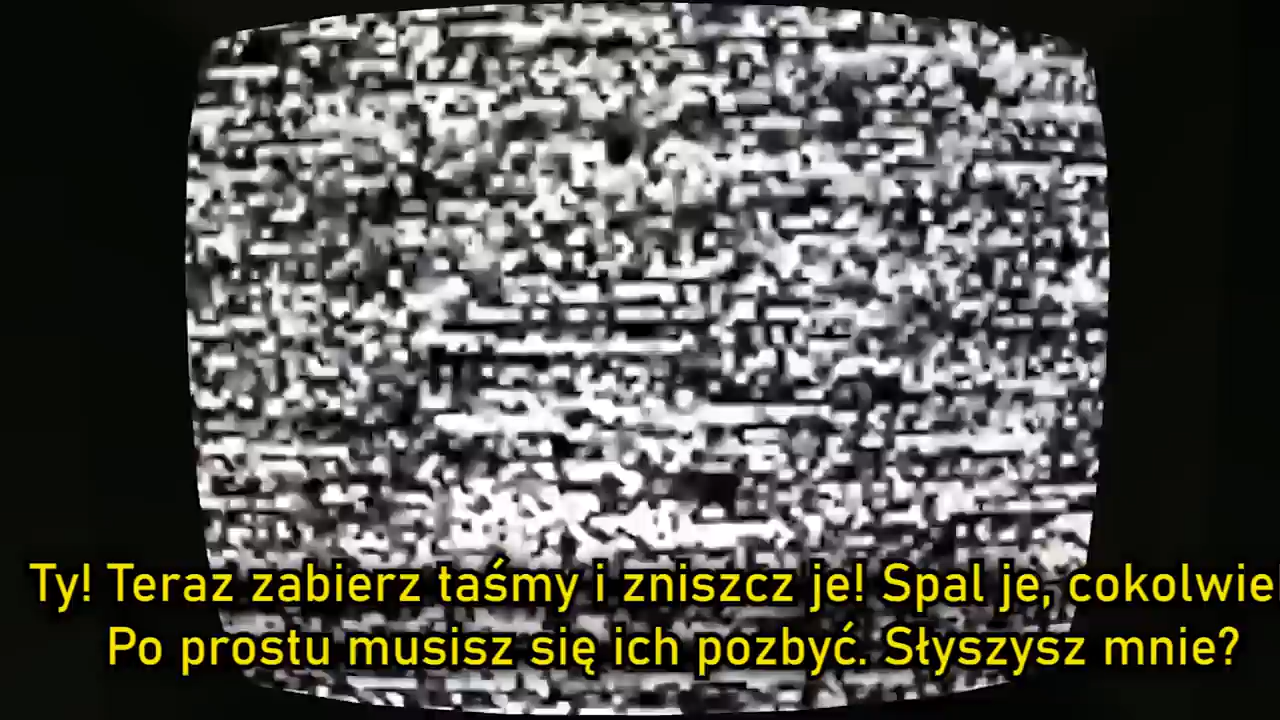 Ty! Teraz zabierz taśmy i zniszcz je! Spal je, cokolwie
Po prostu musisz się ich pozbyć. Słyszysz mnie?